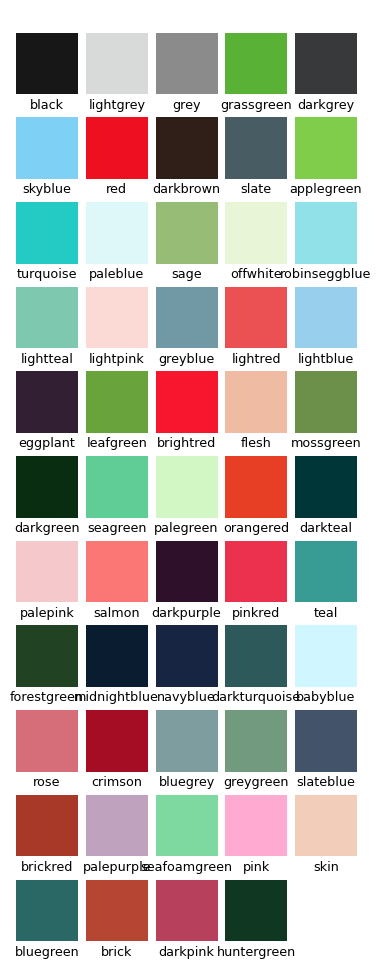 black lightgrey grey grassgreen darkgrey
skyblue red darkbrown slate applegreen
turquoise paleblue sage offwhite robinseggblue
lightteal lightpink greyblue lightred lightblue
eggplant leafgreen brightred flesh mossgreen
darkgreen seagreen palegreen orangered darkteal
palepink salmon darkpurple pinkred teal
forestgreen midnightblue navyblue darkturquoise babyblue
rose crimson bluegrey greygreen slateblue
brickred palepurple seafoamgreen pink skin
bluegreen brick darkpink huntergreen